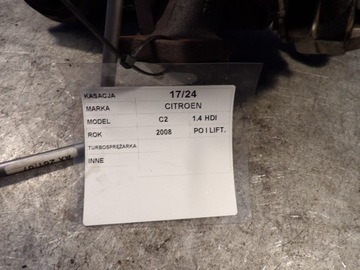 KASACJA 17/24
MARKA CITROEN
MODEL C2 1.4 HDI
ROK 2008 PO I LIFT.
TURBOSPRĘŻARKA
INNE